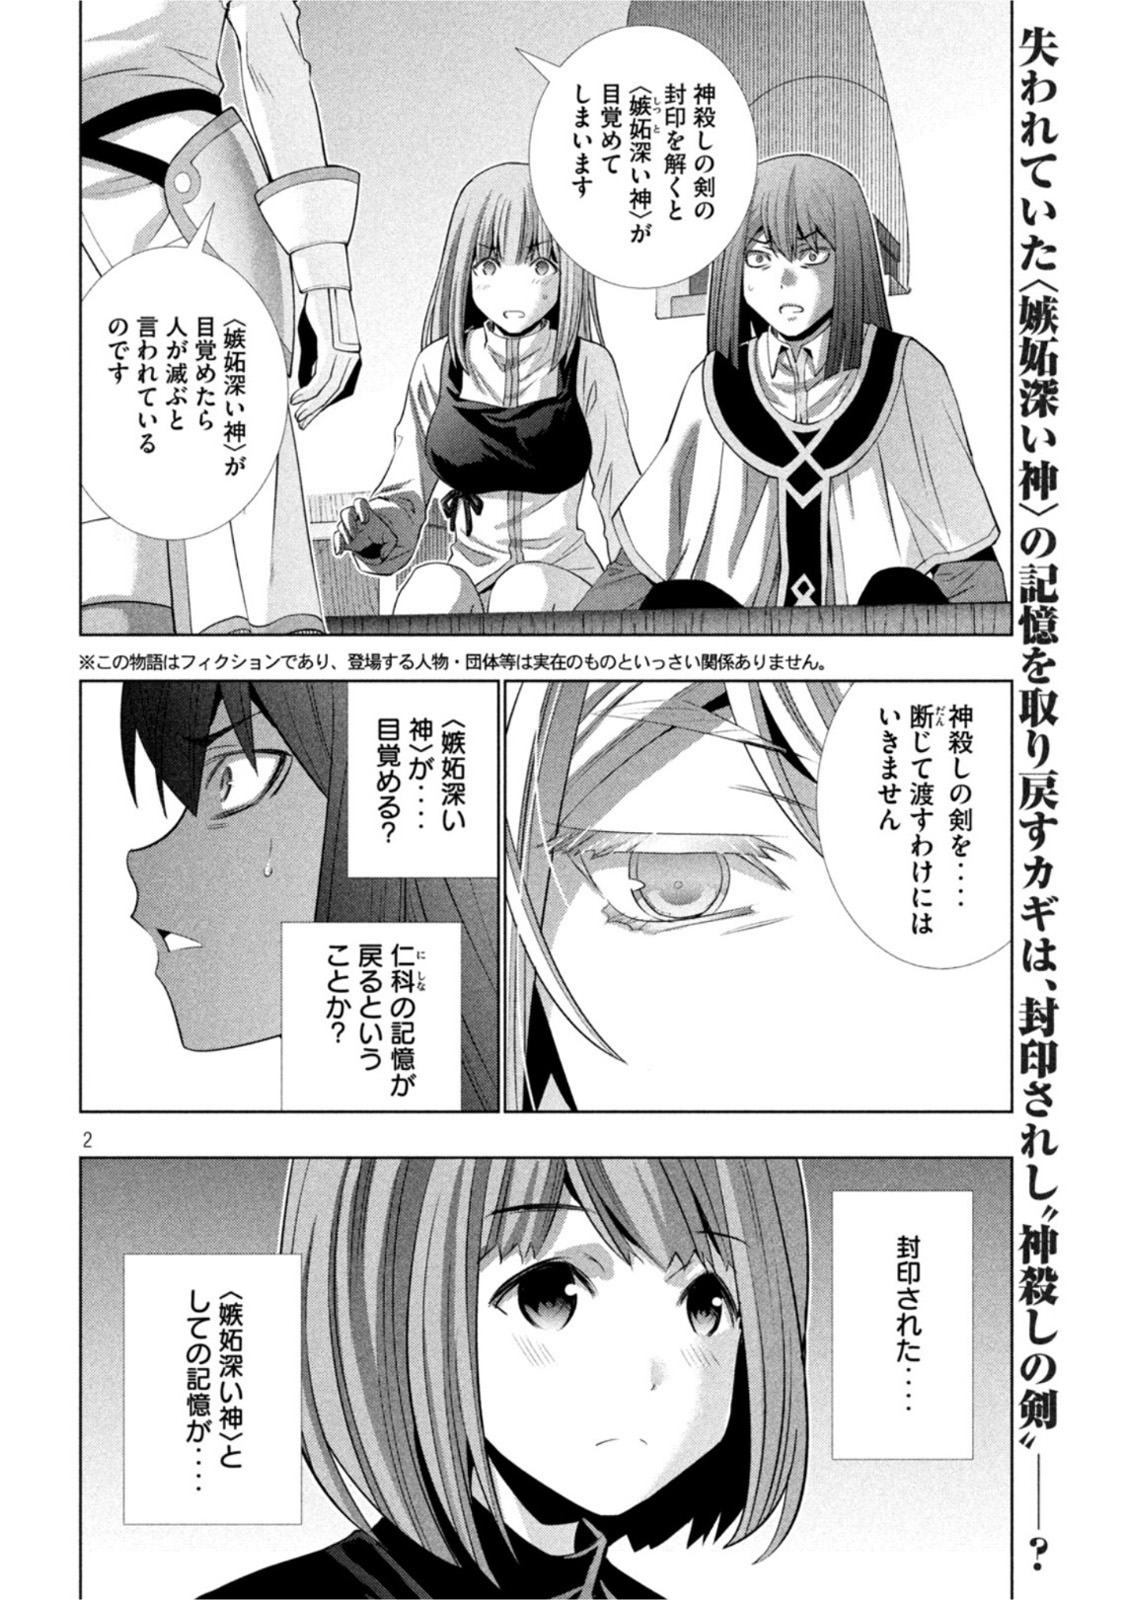 失われていた〈嫉妬深い神〉の記憶を取り戻すカギは、封印されし〝神殺しの剣〟――？
神殺しの剣の
封印を解くと
〈嫉妬深い神〉が
しっと
目覚めて
しまいます
〈嫉妬深い神〉が
目覚めたら
人が滅ぶと
言われている
のです
※この物語はフィクションであり、登場する人物・団体等は実在のものといっさい関係ありません。
神殺しの剣を‥‥
断じて渡すわけには
だん
いきません
〈嫉妬深い
神〉が‥‥
目覚める？
仁科の記憶が
にしな
戻るという
ことか？
2
封印された‥‥
〈嫉妬深い神〉と
しての記憶が‥‥